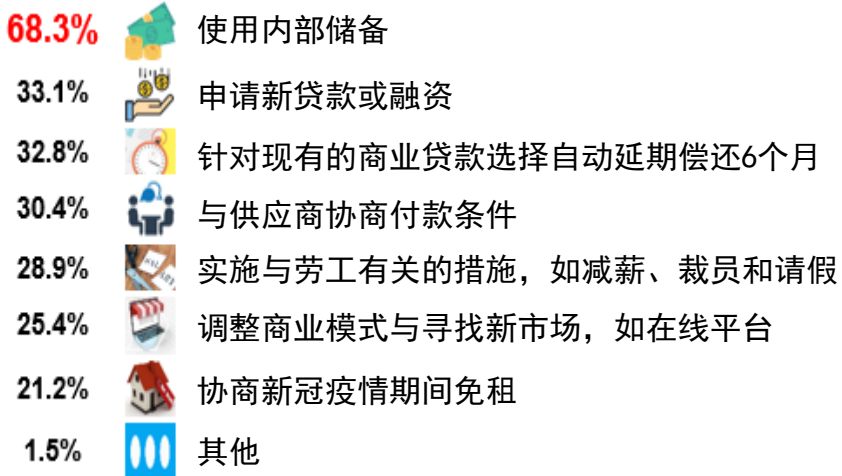 68.3% 使用内部储备
33.1% 申请新贷款或融资
32.8% 针对现有的商业贷款选择自动延期偿还6个月
30.4% 与供应商协商付款条件
28.9% 实施与劳工有关的措施，如减薪、裁员和请假
25.4% 调整商业模式与寻找新市场，如在线平台
21.2% 协商新冠疫情期间免租
1.5% 其他